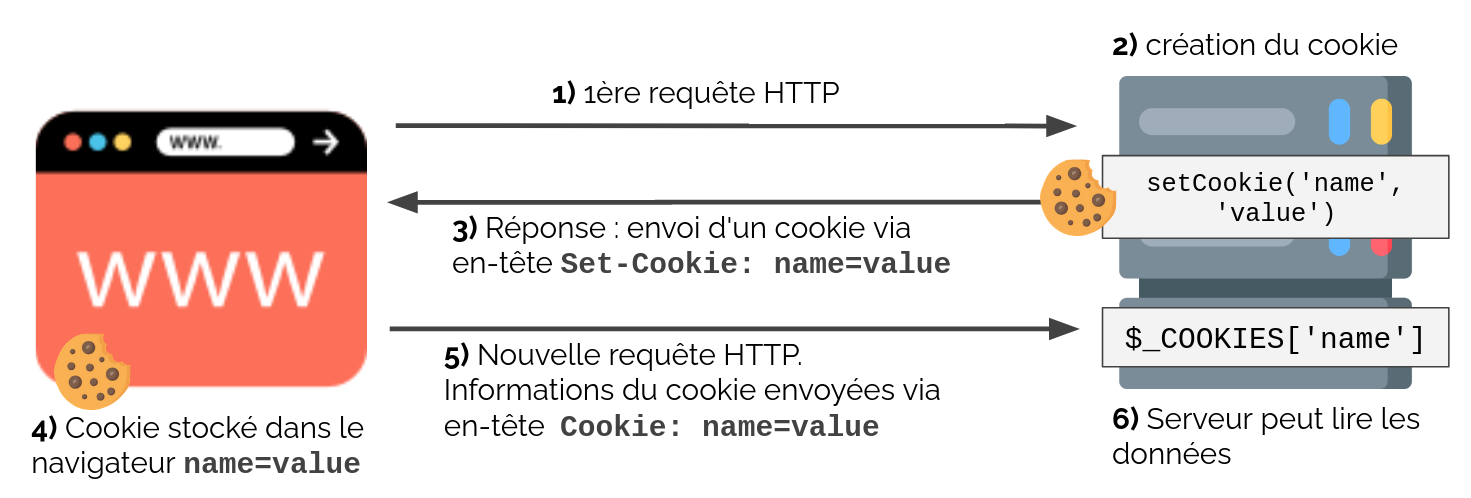 2) création du cookie
1) 1ère requête HTTP
www.
setCookie('name',
'value')
3) Réponse : envoi d'un cookie via
en-tête Set-Cookie: name=value
WWW
$_COOKIES['name']
5) Nouvelle requête HTTP.
Informations du cookie envoyées via
en-tête Cookie: name=value
4) Cookie stocké dans le
navigateur name=value
6) Serveur peut lire les
données